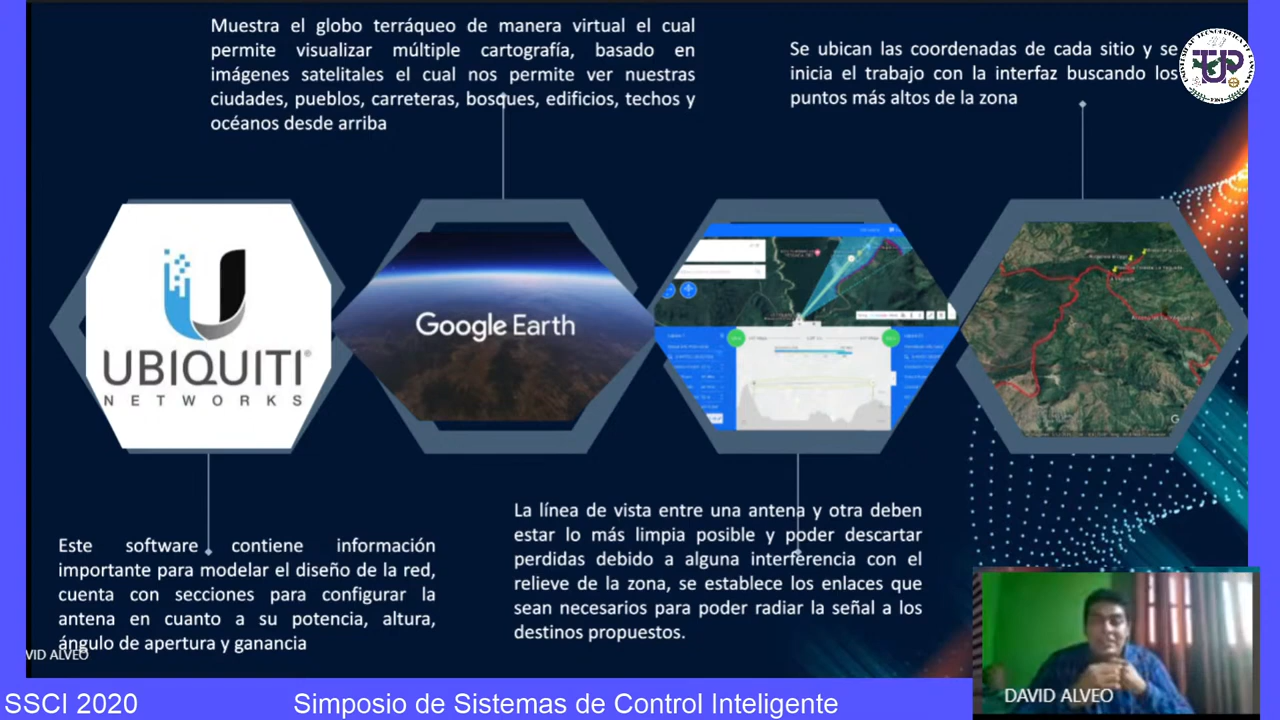 Muestra el globo terráqueo de manera virtual el cual
permite visualizar múltiple cartografía, basado en
imágenes satelitales el cual nos permite ver nuestras
ciudades, pueblos, carreteras, bosques, edificios, techos y
océanos desde arriba
Se ubican las coordenadas de cada sitio y se
inicia el trabajo con la interfaz buscando los
puntos más altos de la zona
UTP
UBIQUITI
NETWORKS
Google Earth
Este software contiene información
importante para modelar el diseño de la red,
cuenta con secciones para configurar la
antena en cuanto a su potencia, altura,
ángulo de apertura y ganancia
La línea de vista entre una antena y otra deben
estar lo más limpia posible y poder descartar
perdidas debido a alguna interferencia con el
relieve de la zona, se establece los enlaces que
sean necesarios para poder radiar la señal a los
destinos propuestos.
VID ALVEO
DAVID ALVEO
SSCI 2020
Simposio de Sistemas de Control Inteligente